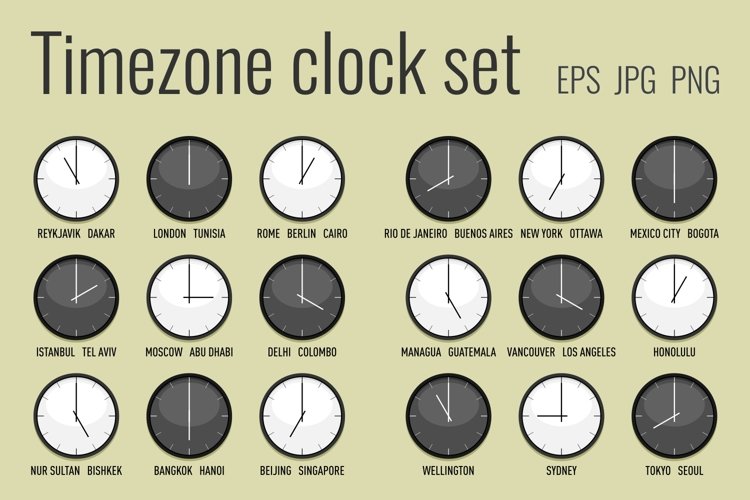 Timezone clock set EPS JPG PNG
REYKJAVIK DAKAR LONDON TUNISIA ROME BERLIN CAIRO RIO DE JANEIRO BUENOS AIRES NEW YORK OTTAWA MEXICO CITY BOGOTA
ISTANBUL TEL AVIV MOSCOW ABU DHABI DELHI COLOMBO MANAGUA GUATEMALA VANCOUVER LOS ANGELES HONOLULU
NUR SULTAN BISHKEK BANGKOK HANOI BEIJING SINGAPORE WELLINGTON SYDNEY TOKYO SEOUL